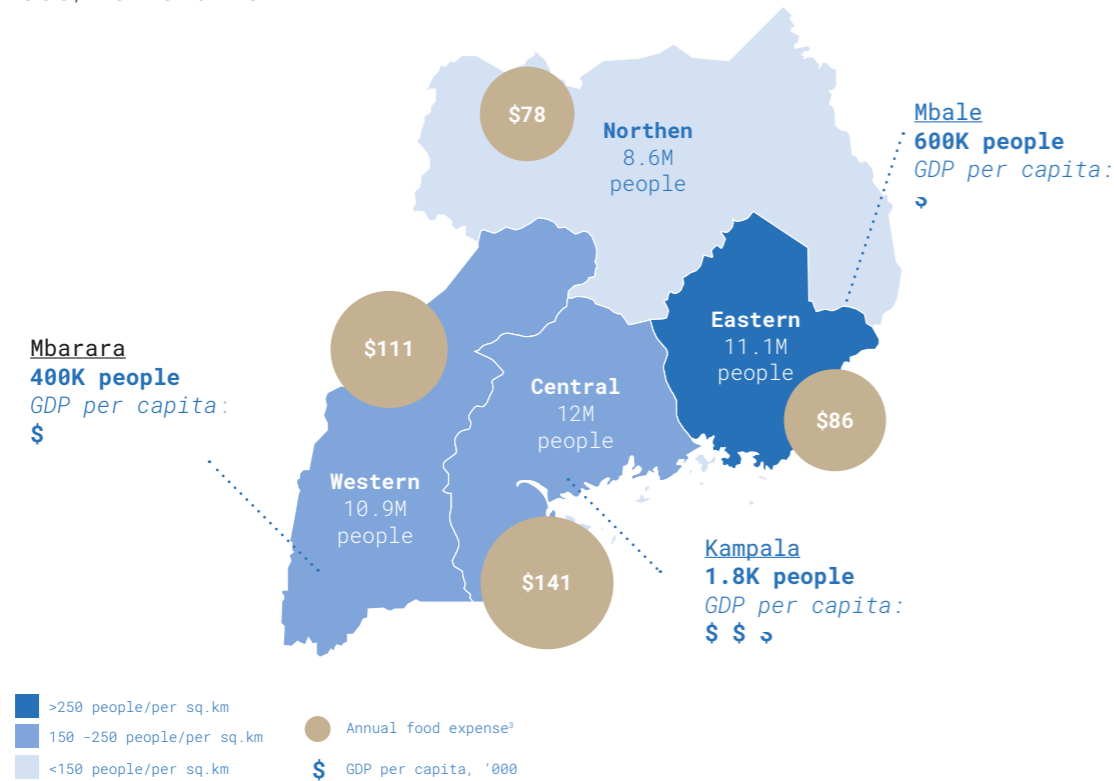 $78
Northen
8.6M
people
Mbale
600K people
GDP per capita:
$
$111
Eastern
11.1M
people
$86
Mbarara
400K people
GDP per capita:
$
Central
12M
people
Western
10.9M
people
$141
Kampala
1.8K people
GDP per capita:
$ $ $
>250 people/per sq.km
150 -250 people/per sq.km
<150 people/per sq.km
Annual food expense³
$ GDP per capita, ‘000